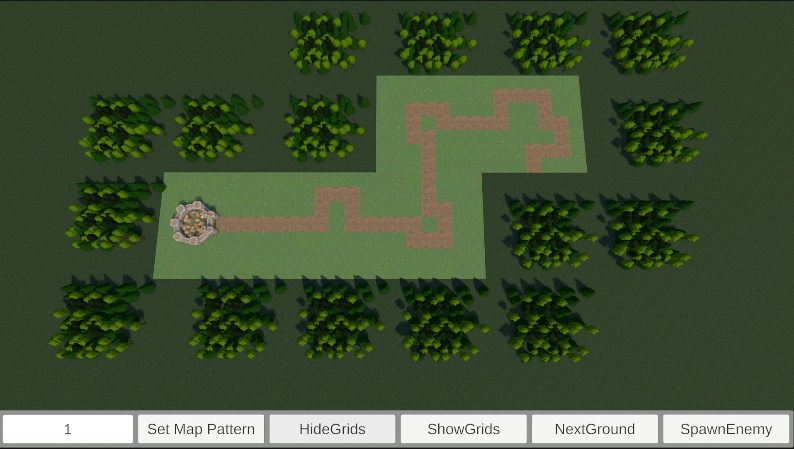 1
Set Map Pattern
HideGrids
ShowGrids
NextGround
SpawnEnemy